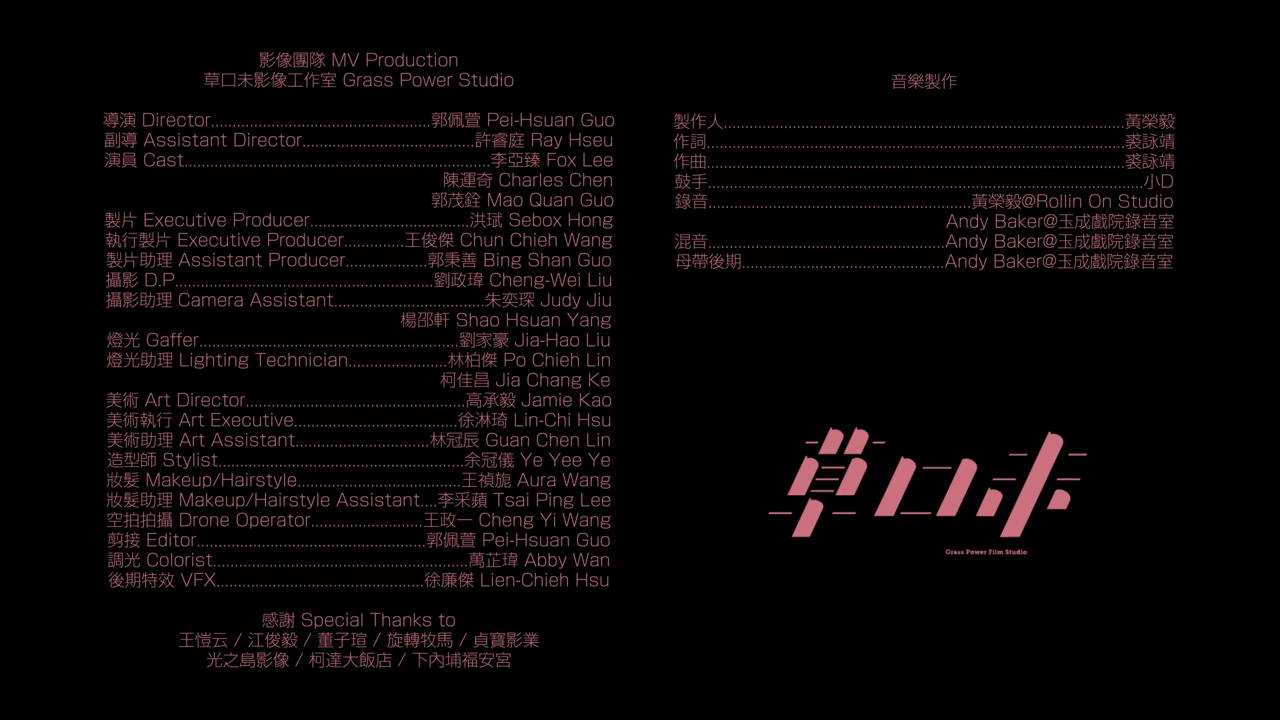 影像團隊 MV Production
草口未影像工作室 Grass Power Studio
導演 Director....................................................郭佩萱 Pei-Hsuan Guo
副導 Assistant Director.........................................許睿庭 Ray Hseu
演員 Cast.........................................................................李亞臻 Fox Lee
陳運奇 Charles Chen
郭茂銓 Mao Quan Guo
製片 Executive Producer......................................洪珷 Sebox Hong
執行製片 Executive Producer..............王俊傑 Chun Chieh Wang
製片助理 Assistant Producer...................郭秉善 Bing Shan Guo
攝影 D.P.............................................................劉政瑋 Cheng-Wei Liu
攝影助理 Camera Assistant....................................朱奕琛 Judy Jiu
楊邵軒 Shao Hsuan Yang
燈光 Gaffer..............................................................劉家豪 Jia-Hao Liu
燈光助理 Lighting Technician.......................林柏傑 Po Chieh Lin
柯佳昌 Jia Chang Ke
美術 Art Director....................................................高承毅 Jamie Kao
美術執行 Art Executive.......................................徐淋琦 Lin-Chi Hsu
美術助理 Art Assistant................................林冠辰 Guan Chen Lin
造型師 Stylist..........................................................余冠儀 Ye Yee Ye
妝髮 Makeup/Hairstyle.......................................王禎旎 Aura Wang
妝髮助理 Makeup/Hairstyle Assistant....李采蘋 Tsai Ping Lee
空拍拍攝 Drone Operator..........................王政一 Cheng Yi Wang
剪接 Editor......................................................郭佩萱 Pei-Hsuan Guo
調光 Colorist............................................................萬芷瑋 Abby Wan
後期特效 VFX.................................................徐廉傑 Lien-Chieh Hsu
感謝 Special Thanks to
王愷云 / 江俊毅 / 董子瑄 / 旋轉牧馬 / 貞寶影業
光之島影像 / 柯達大飯店 / 下內埔福安宮
音樂製作
製作人...............................................................................................黃榮毅
作詞...................................................................................................裘詠靖
作曲...................................................................................................裘詠靖
鼓手........................................................................................................小D
錄音..............................................................黃榮毅@Rollin On Studio
Andy Baker@玉成戲院錄音室
混音........................................................Andy Baker@玉成戲院錄音室
母帶後期................................................Andy Baker@玉成戲院錄音室
草口未
Grass Power Film Studio